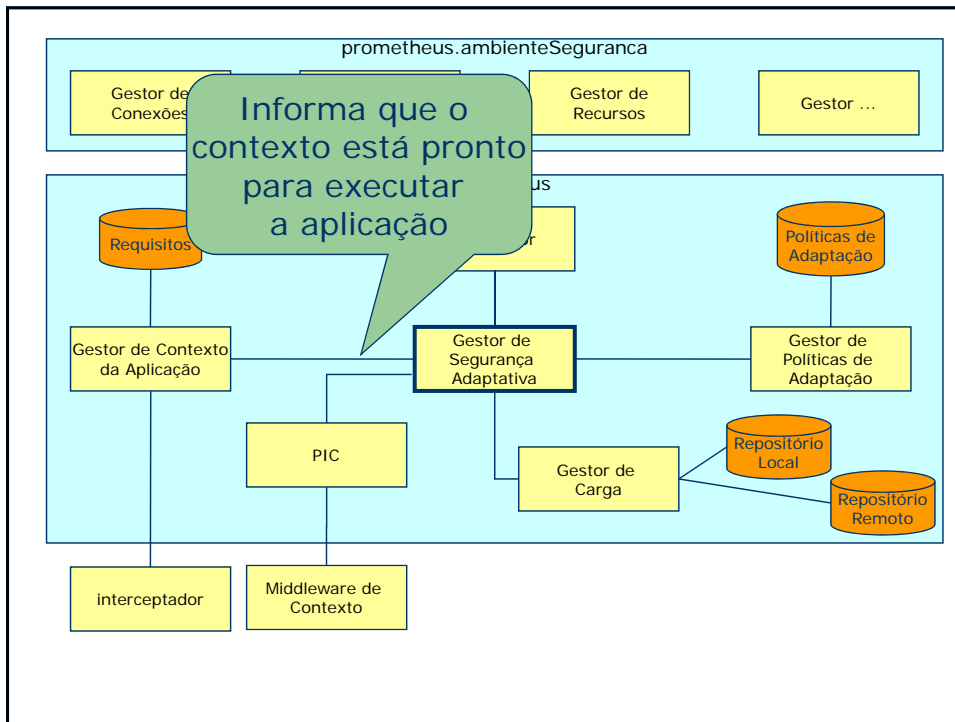 prometheus.ambienteSeguranca
Gestor de
Conexões
Gestor de
Recursos
Gestor ...
Informa que o
contexto está pronto
para executar
a aplicação
Requisitos
Políticas de
Adaptação
Gestor de Contexto
da Aplicação
Gestor de
Segurança
Adaptativa
Gestor de
Políticas de
Adaptação
PIC
Gestor de
Carga
Repositório
Local
Repositório
Remoto
interceptador
Middleware de
Contexto